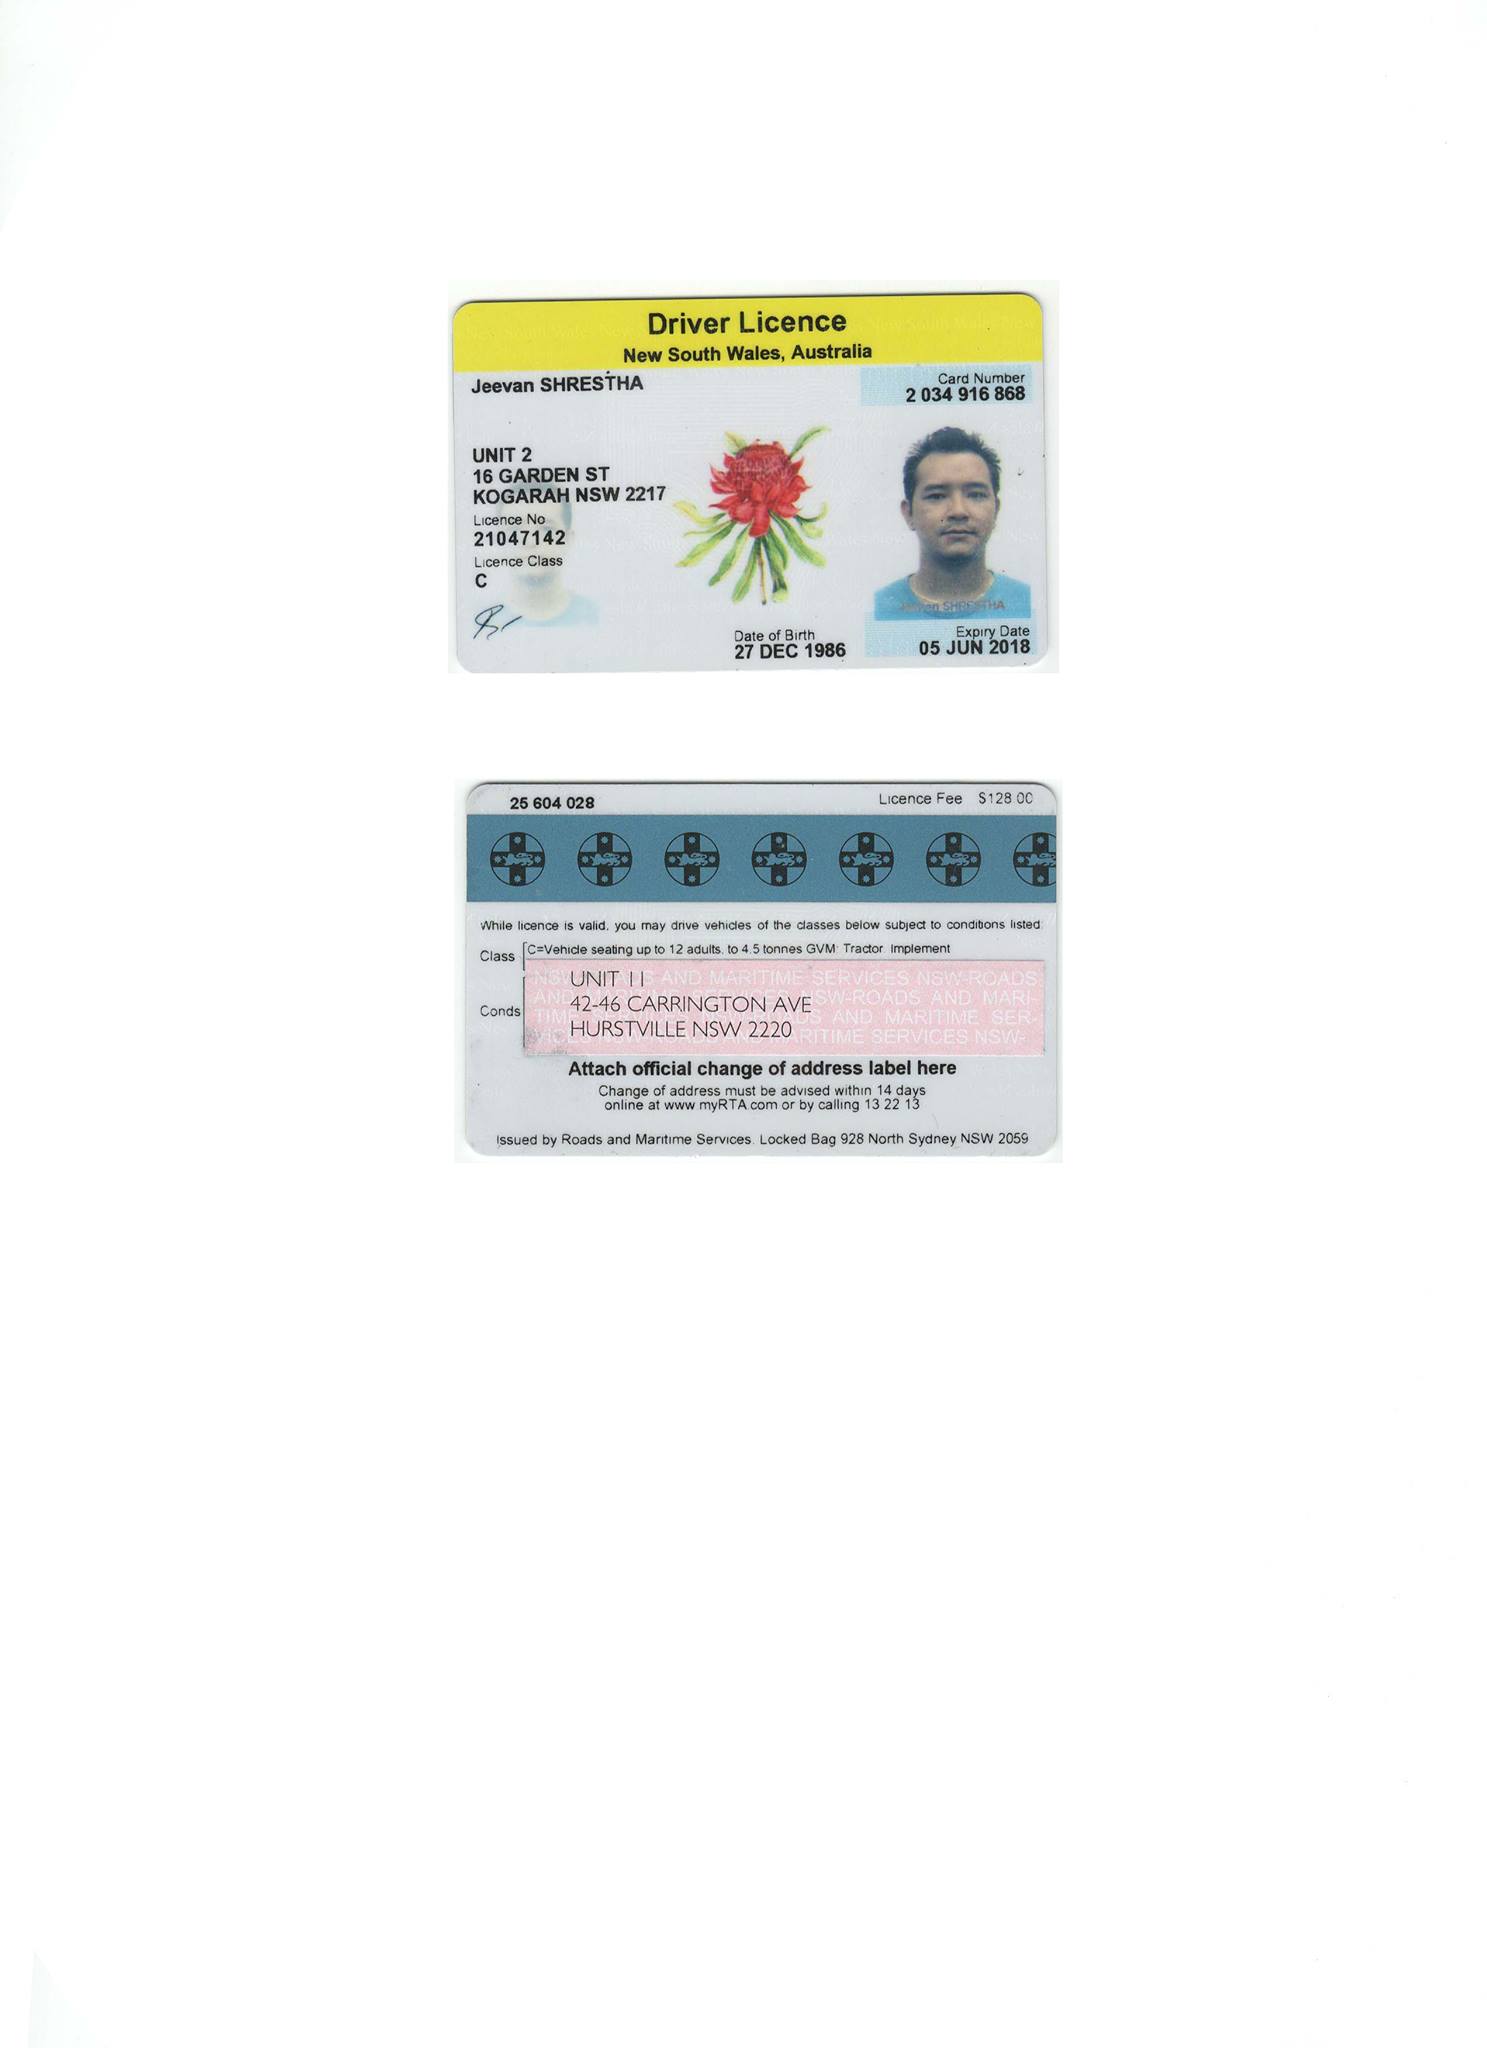 Driver Licence
New South Wales, Australia
Jeevan SHRESTHA
Card Number
2 034 916 868
UNIT 2
16 GARDEN ST
KOGARAH NSW 2217
Licence No
21047142
Licence Class
C
Jeevan SHRESTHA
Date of Birth
27 DEC 1986
Expiry Date
05 JUN 2018
25 604 028
Licence Fee $128.00
While licence is valid, you may drive vehicles of the classes below subject to conditions listed
Class C=Vehicle seating up to 12 adults, to 4.5 tonnes GVM: Tractor. Implement
Conds
UNIT 11
42-46 CARRINGTON AVE
HURSTVILLE NSW 2220
NSW-ROADS AND MARITIME SERVICES NSW-ROADS
AND MARITIME SERVICES NSW-ROADS AND MARI-
TIME SERVICES NSW-ROADS AND MARITIME SER-
VICES NSW-ROADS AND MARITIME SERVICES NSW-
Attach official change of address label here
Change of address must be advised within 14 days
online at www myRTA.com or by calling 13 22 13
Issued by Roads and Maritime Services. Locked Bag 928 North Sydney NSW 2059